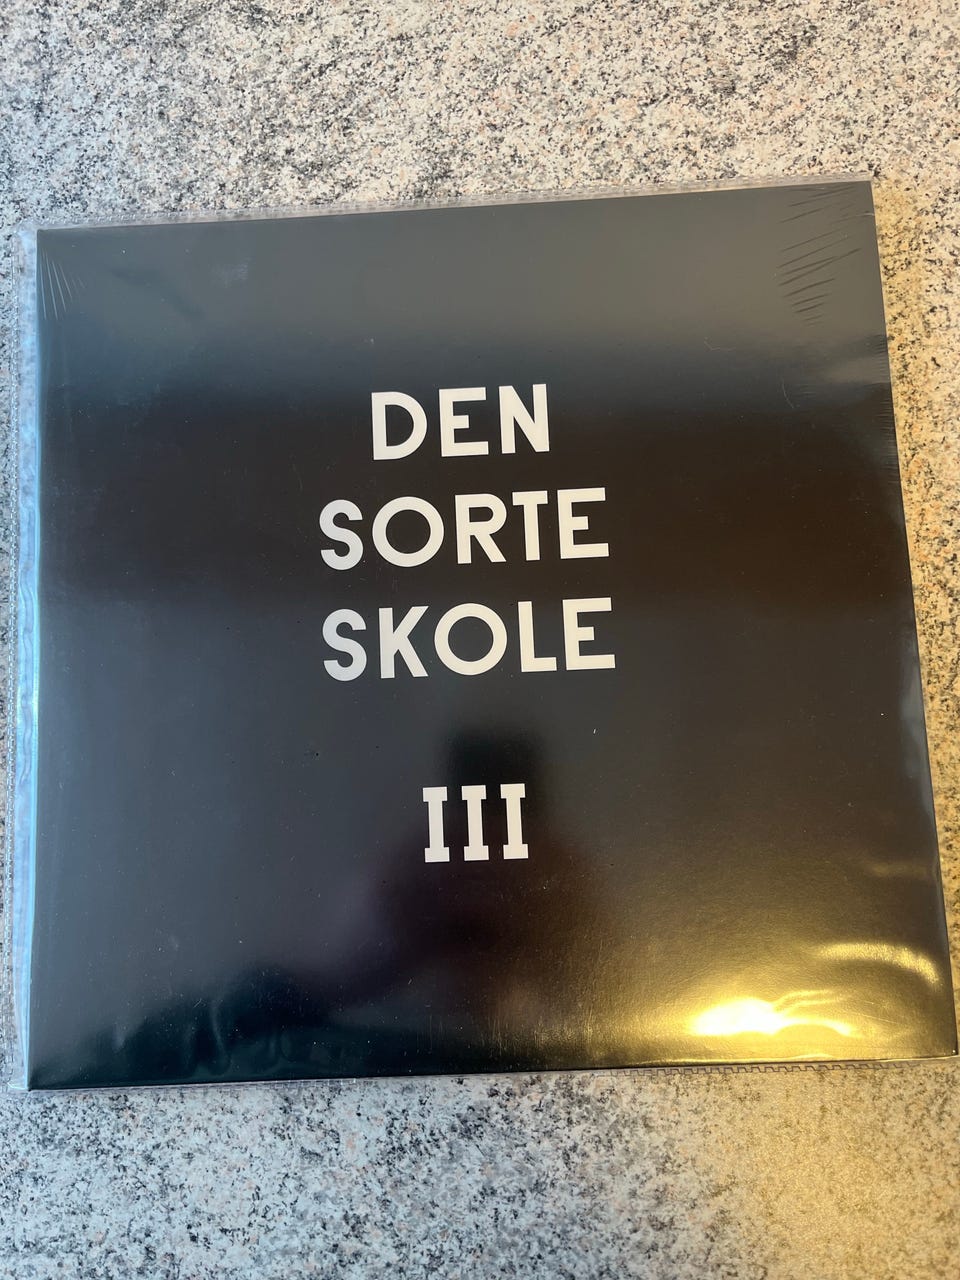 DEN
SORTE
SKOLE
III